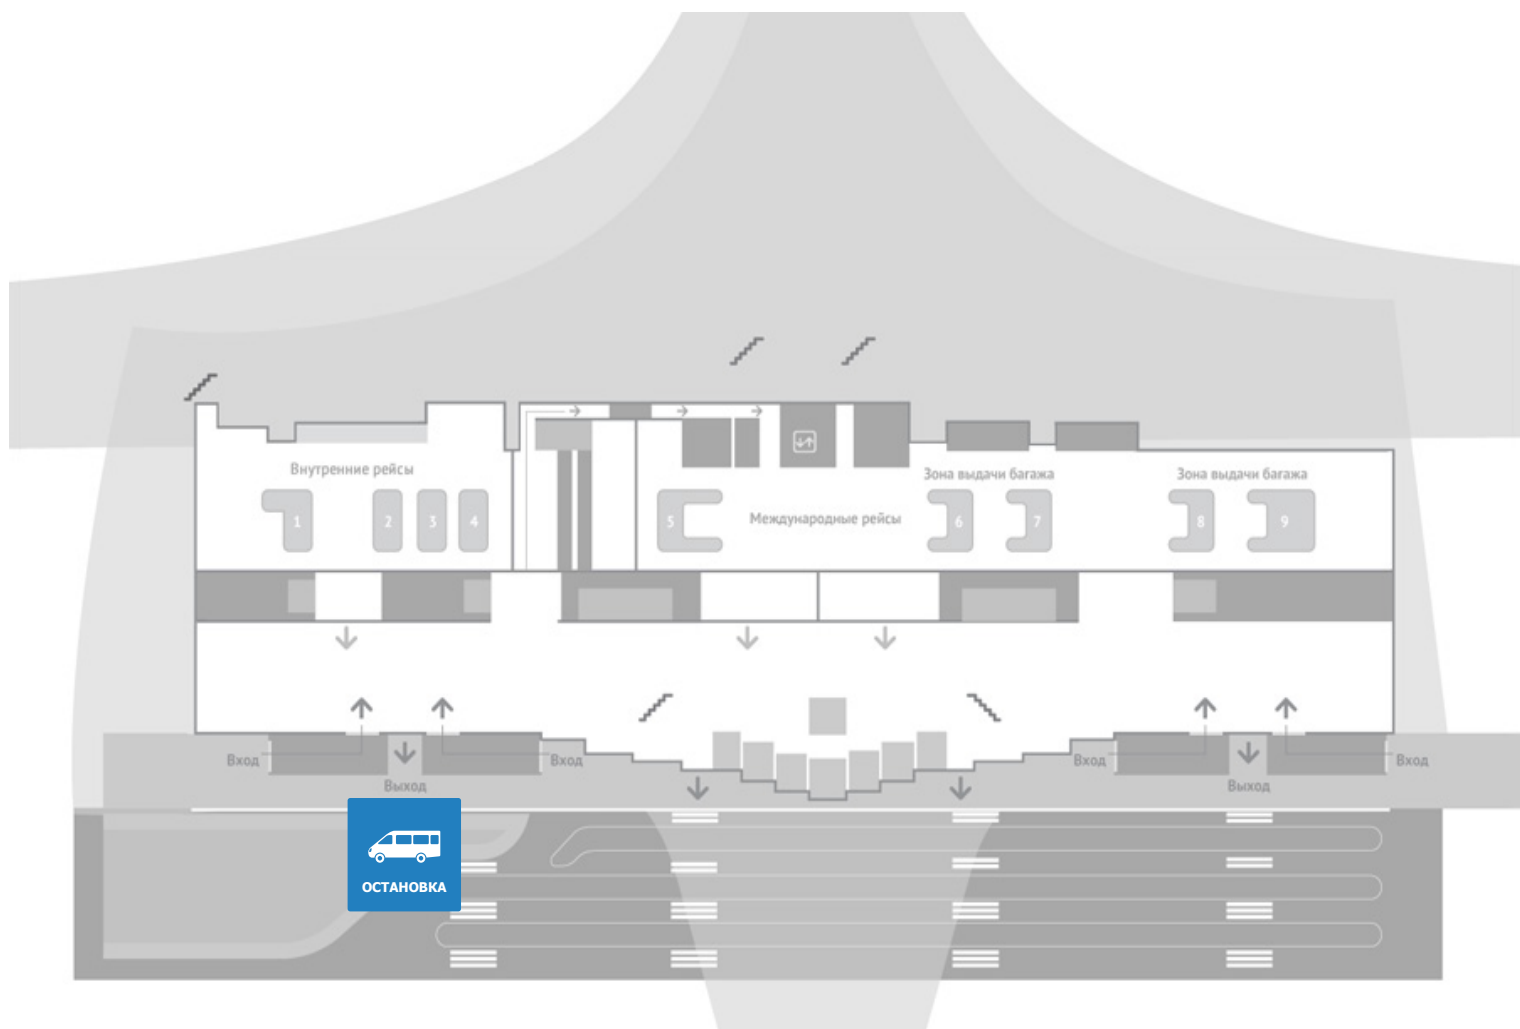 Внутренние рейсы
Зона выдачи багажа
Зона выдачи багажа
1
2
3
4
5
Международные рейсы
6
7
8
9
Вход
Вход
Выход
Вход
Вход
Выход
ОСТАНОВКА